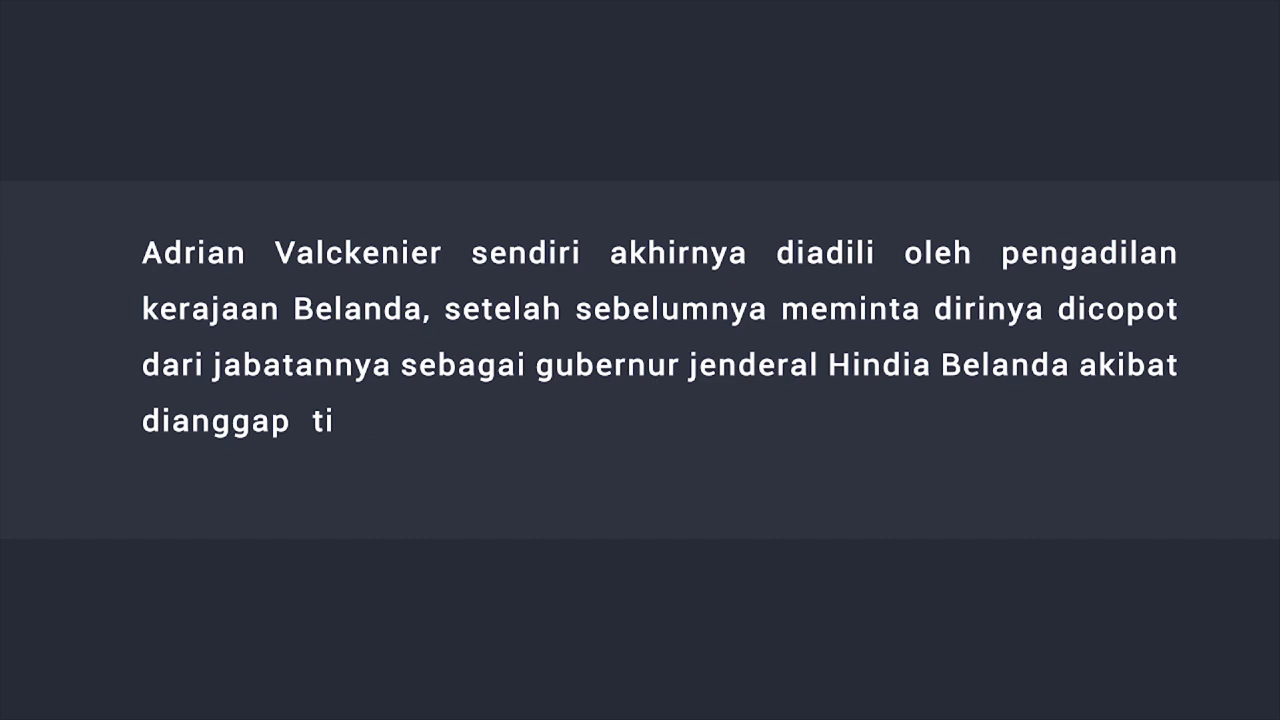 Adrian Valckenier sendiri akhirnya diadili oleh pengadilan
kerajaan Belanda, setelah sebelumnya meminta dirinya dicopot
dari jabatannya sebagai gubernur jenderal Hindia Belanda akibat
dianggap ti